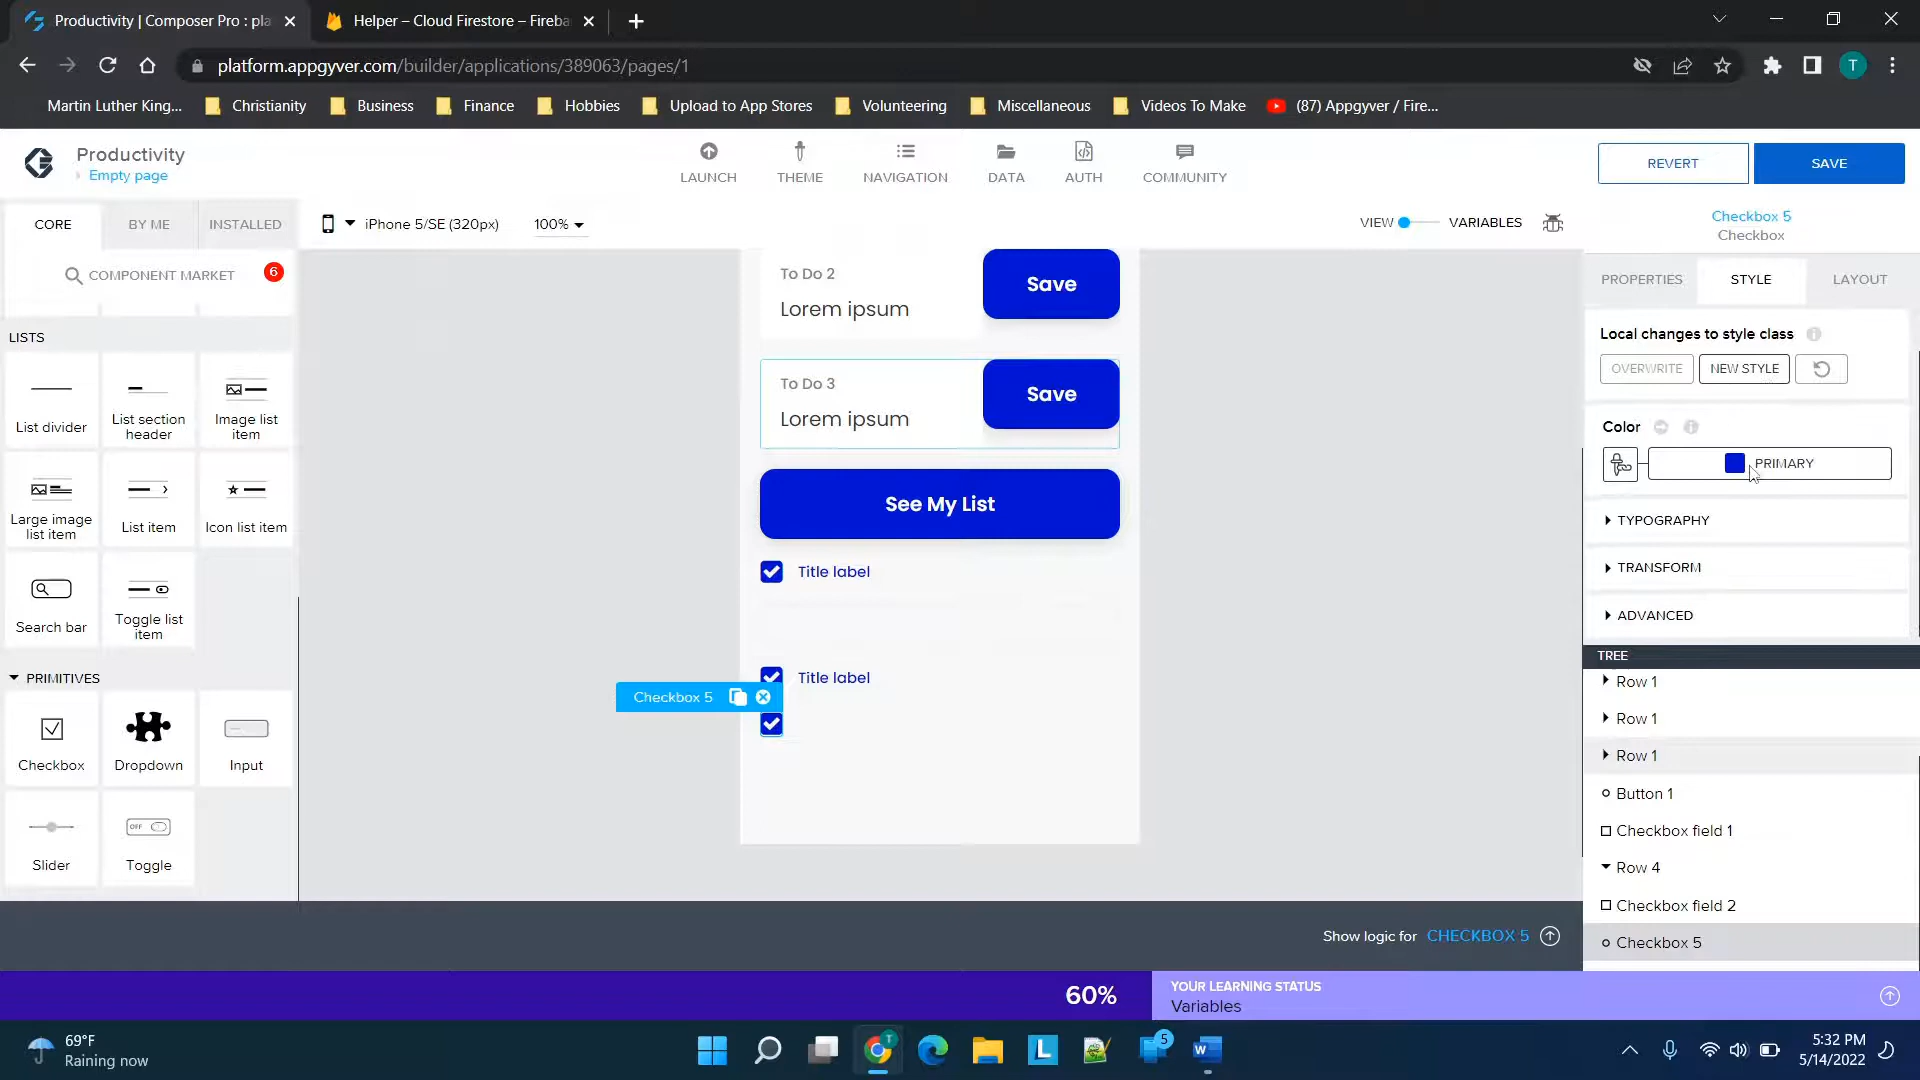 Productivity | Composer Pro : pla
Helper – Cloud Firestore – Fireba
platform.appgyver.com/builder/applications/389063/pages/1
T
Martin Luther King...
Christianity
Business
Finance
Hobbies
Upload to App Stores
Volunteering
Miscellaneous
Videos To Make
(87) Appgyver / Fire...
Productivity
Empty page
LAUNCH
THEME
NAVIGATION
DATA
AUTH
COMMUNITY
REVERT
SAVE
CORE
BY ME
INSTALLED
iPhone 5/SE (320px)
100%
VIEW
VARIABLES
Checkbox 5
Checkbox
COMPONENT MARKET
6
PROPERTIES
STYLE
LAYOUT
To Do 2
Lorem ipsum
Save
LISTS
List divider
List section
header
Image list
item
Large image
list item
List item
Icon list item
Search bar
Toggle list
item
PRIMITIVES
Checkbox
Dropdown
Input
OFF
Slider
Toggle
To Do 3
Lorem ipsum
Save
See My List
Title label
Title label
Checkbox 5
Local changes to style class
OVERWRITE
NEW STYLE
Color
PRIMARY
TYPOGRAPHY
TRANSFORM
ADVANCED
TREE
Row 1
Row 1
Row 1
Button 1
Checkbox field 1
Row 4
Checkbox field 2
Checkbox 5
Show logic for CHECKBOX 5
60%
YOUR LEARNING STATUS
Variables
69°F
Raining now
T
L
5
W
5:32 PM
5/14/2022